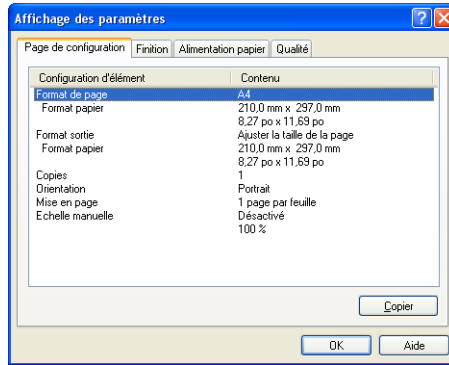 Affichage des paramètres
Page de configuration Finition Alimentation papier Qualité
Configuration d'élément Contenu
Format de page A4
Format papier 210,0 mm x 297,0 mm
8,27 po x 11,69 po
Format sortie Ajuster la taille de la page
Format papier 210,0 mm x 297,0 mm
8,27 po x 11,69 po
Copies 1
Orientation Portrait
Mise en page 1 page par feuille
Echelle manuelle Désactivé
100 %
Copier
OK Aide